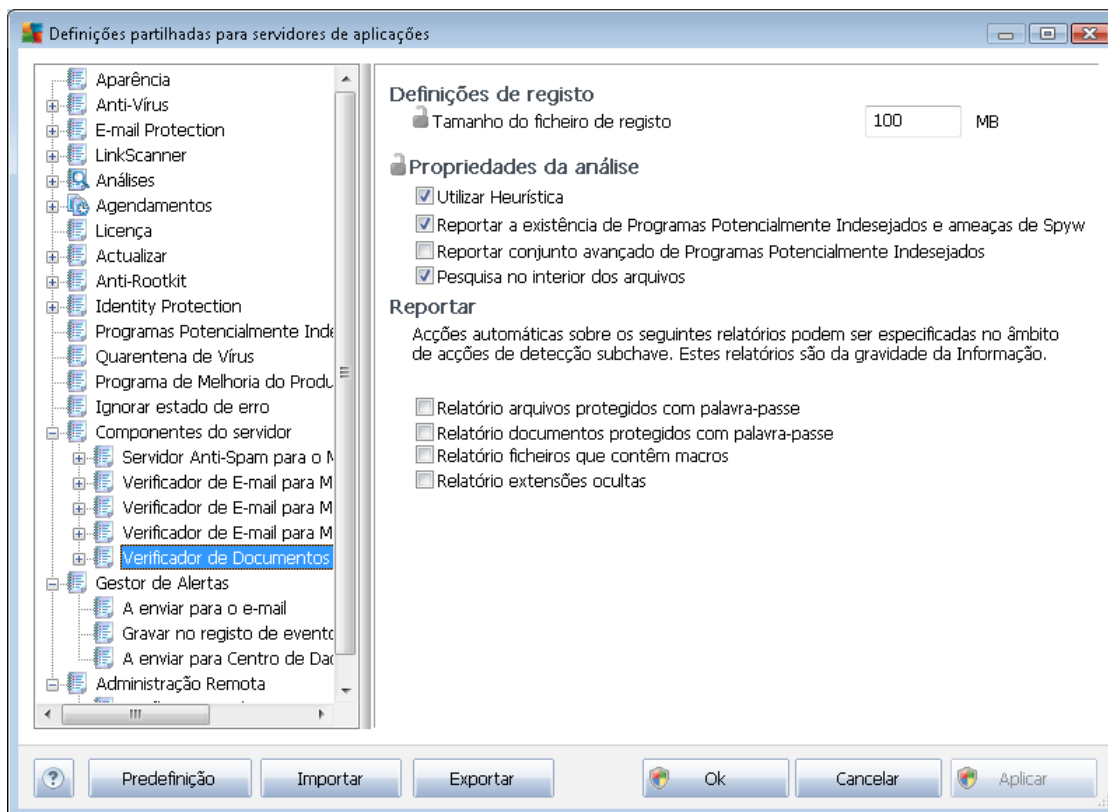 Definições partilhadas para servidores de aplicações
Aparência
Anti-Vírus
E-mail Protection
LinkScanner
Análises
Agendamentos
Licença
Actualizar
Anti-Rootkit
Identity Protection
Programas Potencialmente Inde
Quarentena de Vírus
Programa de Melhoria do Produ
Ignorar estado de erro
Componentes do servidor
Servidor Anti-Spam para o M
Verificador de E-mail para M
Verificador de E-mail para M
Verificador de E-mail para M
Verificador de Documentos
Gestor de Alertas
A enviar para o e-mail
Gravar no registo de evento
A enviar para Centro de Dad
Administração Remota
Definições de registo
Tamanho do ficheiro de registo 100 MB
Propriedades da análise
Utilizar Heurística
Reportar a existência de Programas Potencialmente Indesejados e ameaças de Spyw
Reportar conjunto avançado de Programas Potencialmente Indesejados
Pesquisa no interior dos arquivos
Reportar
Acções automáticas sobre os seguintes relatórios podem ser especificadas no âmbito
de acções de detecção subchave. Estes relatórios são da gravidade da Informação.
Relatório arquivos protegidos com palavra-passe
Relatório documentos protegidos com palavra-passe
Relatório ficheiros que contêm macros
Relatório extensões ocultas
? Predefinição Importar Exportar Ok Cancelar Aplicar